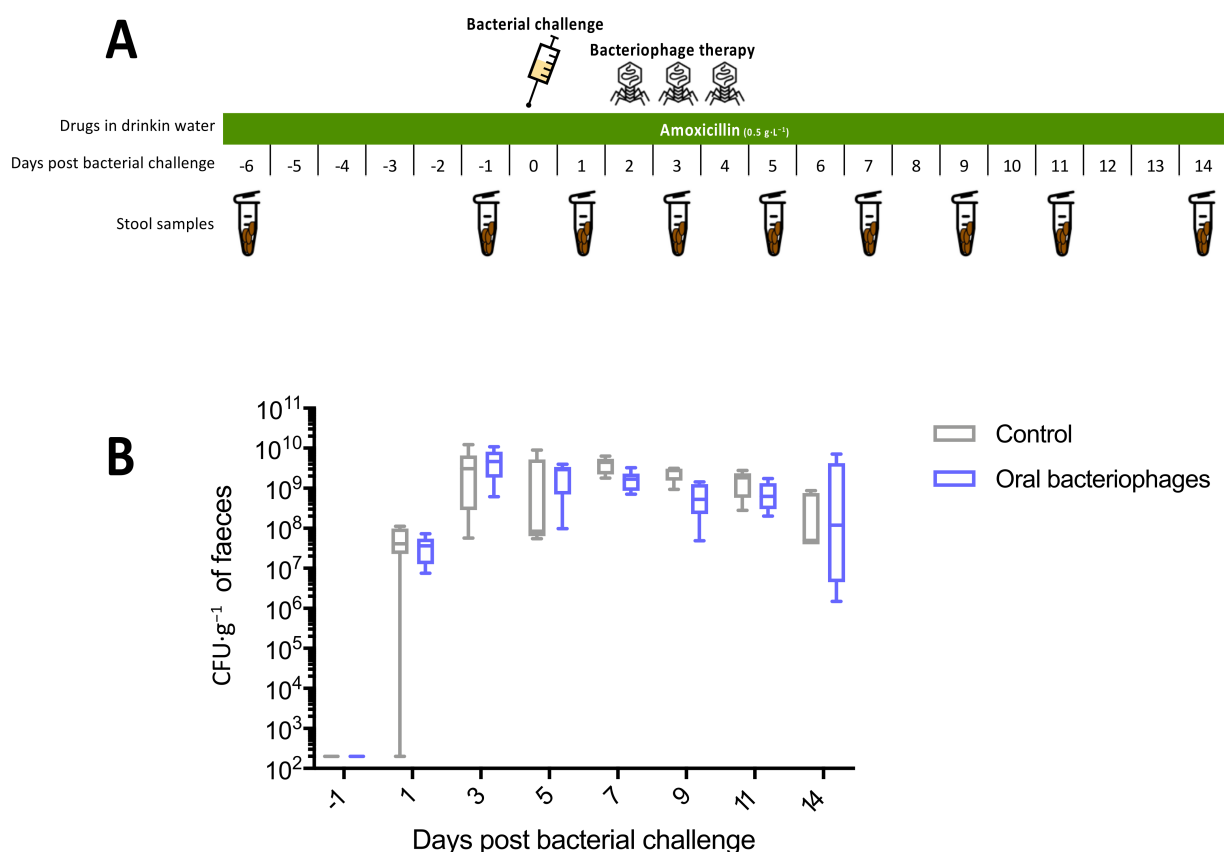 A
Bacterial challenge
Bacteriophage therapy
Drugs in drinkin water
Amoxicillin (0.5 g·L⁻¹)
Days post bacterial challenge
-6 -5 -4 -3 -2 -1 0 1 2 3 4 5 6 7 8 9 10 11 12 13 14
Stool samples
B
CFU·g⁻¹ of faeces
10¹¹
10¹⁰
10⁹
10⁸
10⁷
10⁶
10⁵
10⁴
10³
10²
-1 1 3 5 7 9 11 14
Days post bacterial challenge
Control
Oral bacteriophages